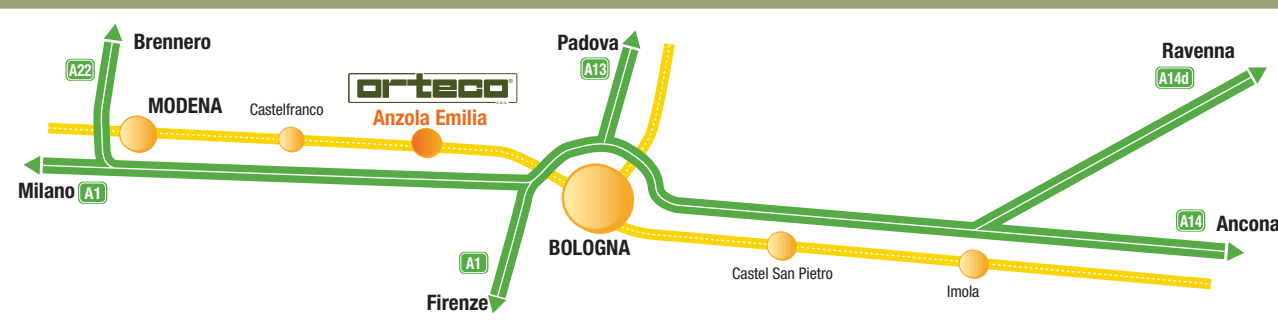 Brennero
A22
MODENA
Castelfranco
orteco®
Anzola Emilia
Padova
A13
Ravenna
A14d
Milano A1
A1
Firenze
BOLOGNA
Castel San Pietro
Imola
A14 Ancona